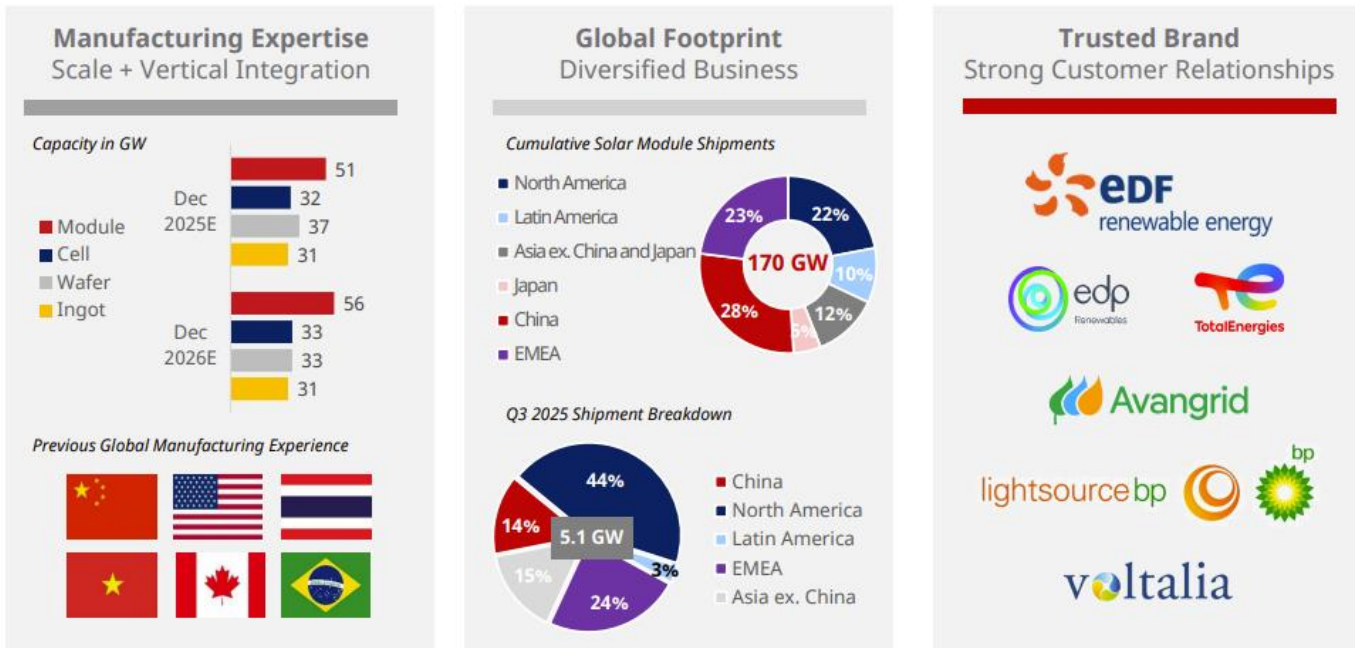 Manufacturing Expertise
Scale + Vertical Integration
Capacity in GW
Module
Cell
Wafer
Ingot
Dec
2025E
51
32
37
31
Dec
2026E
56
33
33
31
Previous Global Manufacturing Experience
Global Footprint
Diversified Business
Cumulative Solar Module Shipments
North America
Latin America
Asia ex. China and Japan
Japan
China
EMEA
23%
22%
170 GW
10%
28%
12%
5%
Q3 2025 Shipment Breakdown
44%
14%
5.1 GW
3%
15%
24%
China
North America
Latin America
EMEA
Asia ex. China
Trusted Brand
Strong Customer Relationships
eDF
renewable energy
edp
Renewables
TotalEnergies
Avangrid
bp
lightsource bp
voltalia